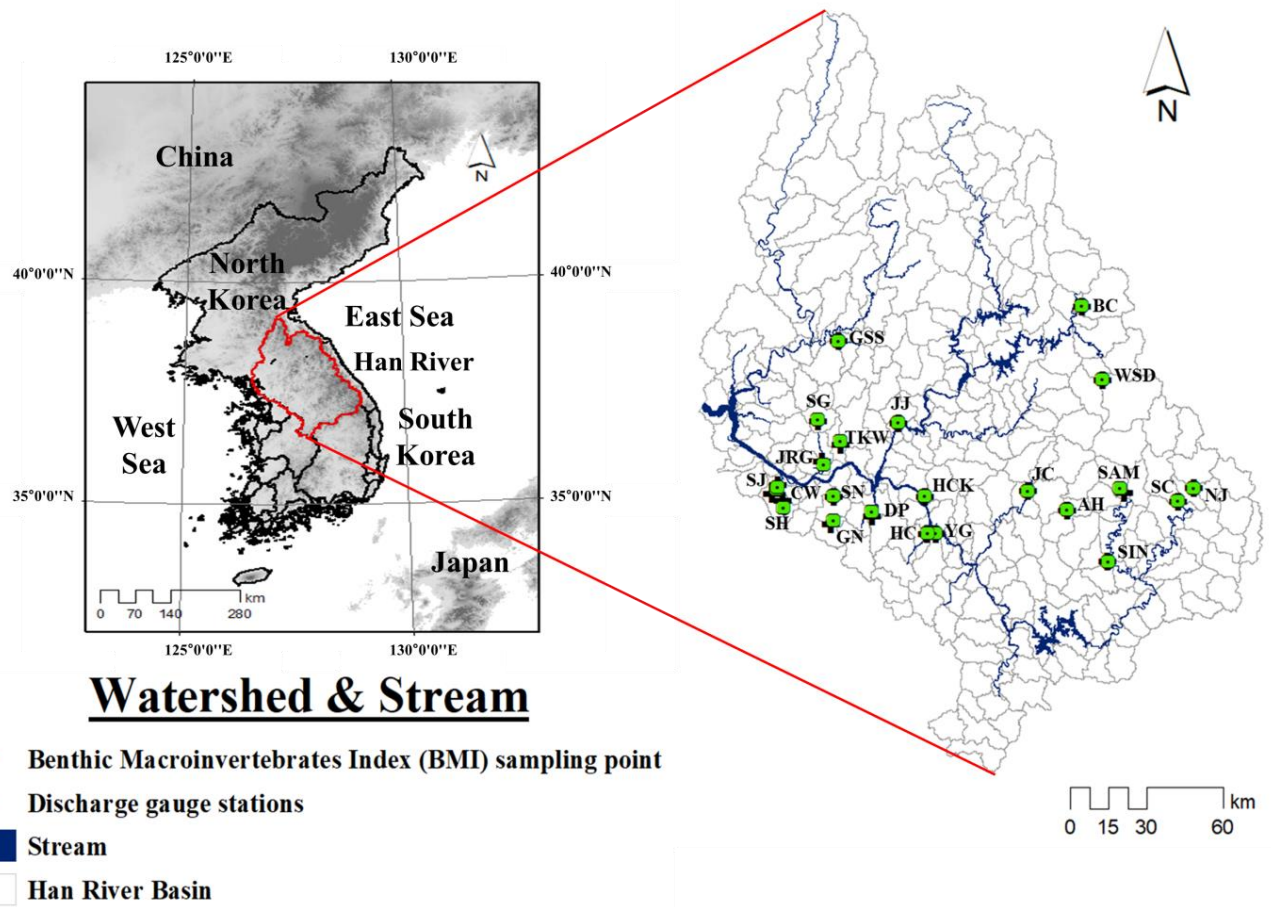 125°0'0"E
130°0'0"E
China
N
40°0'0"N
40°0'0"N
North
Korea
East Sea
Han River
West
Sea
South
Korea
35°0'0"N
35°0'0"N
Japan
0 70 140 280 km
125°0'0"E
130°0'0"E
N
BC
GSS
WSD
SG
JJ
TKW
JRG
SJ
CW
SN
HCK
JC
SAM
SC
NJ
SH
GN
DP
AH
HC
YG
SIN
0 15 30 60 km
Watershed & Stream
Benthic Macroinvertebrates Index (BMI) sampling point
Discharge gauge stations
Stream
Han River Basin